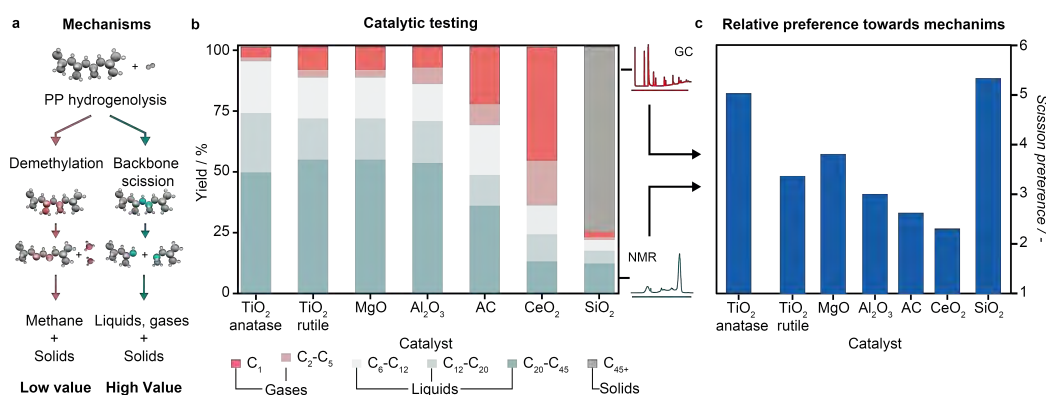 a
Mechanisms
+
PP hydrogenolysis
Demethylation
Backbone
scission
+
+
Methane
+
Solids
Liquids, gases
+
Solids
Low value
High Value
b
Catalytic testing
Yield / %
100
75
50
25
0
TiO2
anatase
TiO2
rutile
MgO
Al2O3
AC
CeO2
SiO2
Catalyst
C1
C2–C5
C6–C12
C12–C20
C20–C45
C45+
Gases
Liquids
Solids
GC
NMR
c
Relative preference towards mechanims
6
5
4
3
2
1
Scission preference / -
TiO2
anatase
TiO2
rutile
MgO
Al2O3
AC
CeO2
SiO2
Catalyst